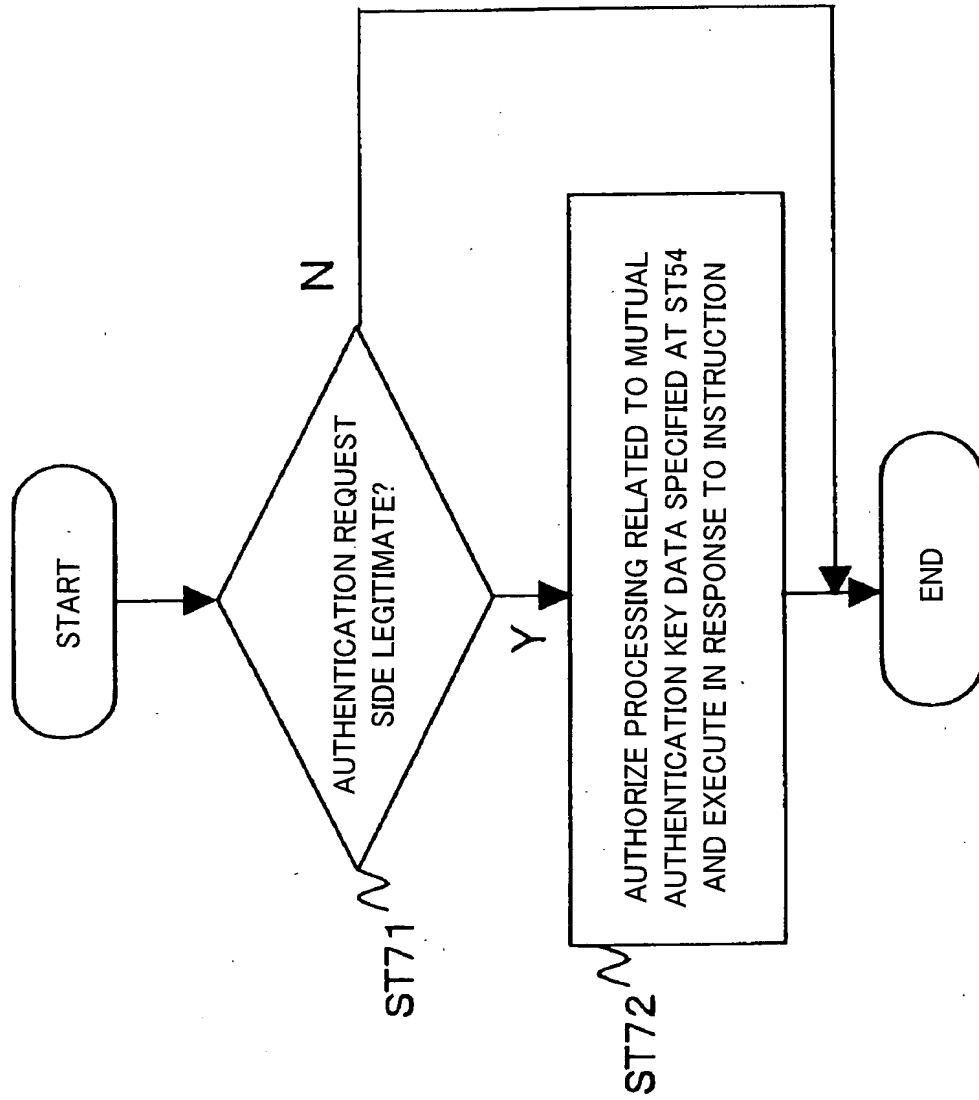 START
AUTHENTICATION REQUEST
SIDE LEGITIMATE?
N
ST71
Y
AUTHORIZE PROCESSING RELATED TO MUTUAL
AUTHENTICATION KEY DATA SPECIFIED AT ST54
AND EXECUTE IN RESPONSE TO INSTRUCTION
ST72
END